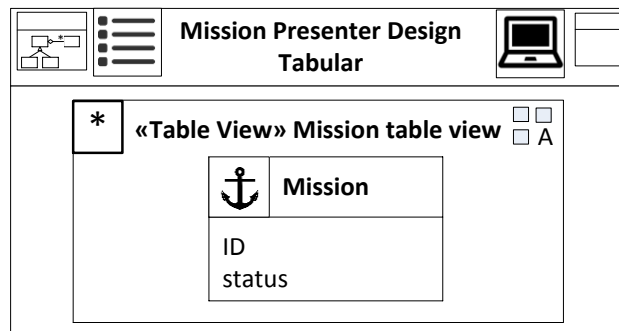 Mission Presenter Design
Tabular
*
* «Table View» Mission table view
A
Mission
ID
status